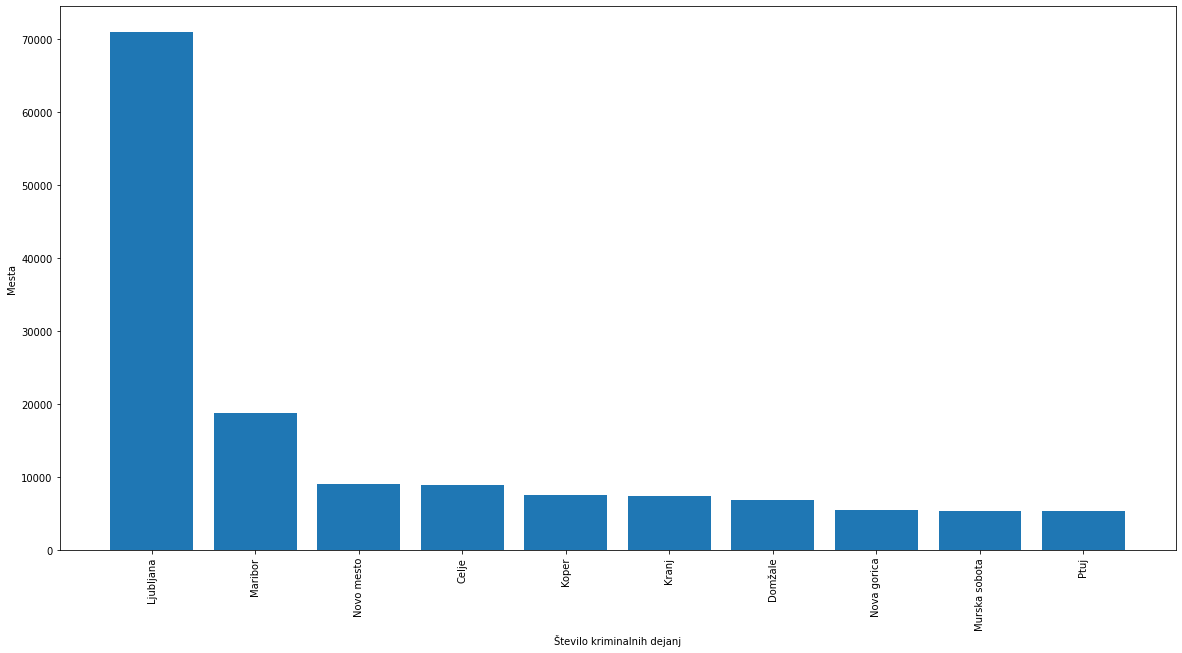 70000
60000
50000
40000
30000
20000
10000
0
Mesta
Ljubljana
Maribor
Novo mesto
Celje
Koper
Kranj
Domžale
Nova gorica
Murska sobota
Ptuj
Število kriminalnih dejanj